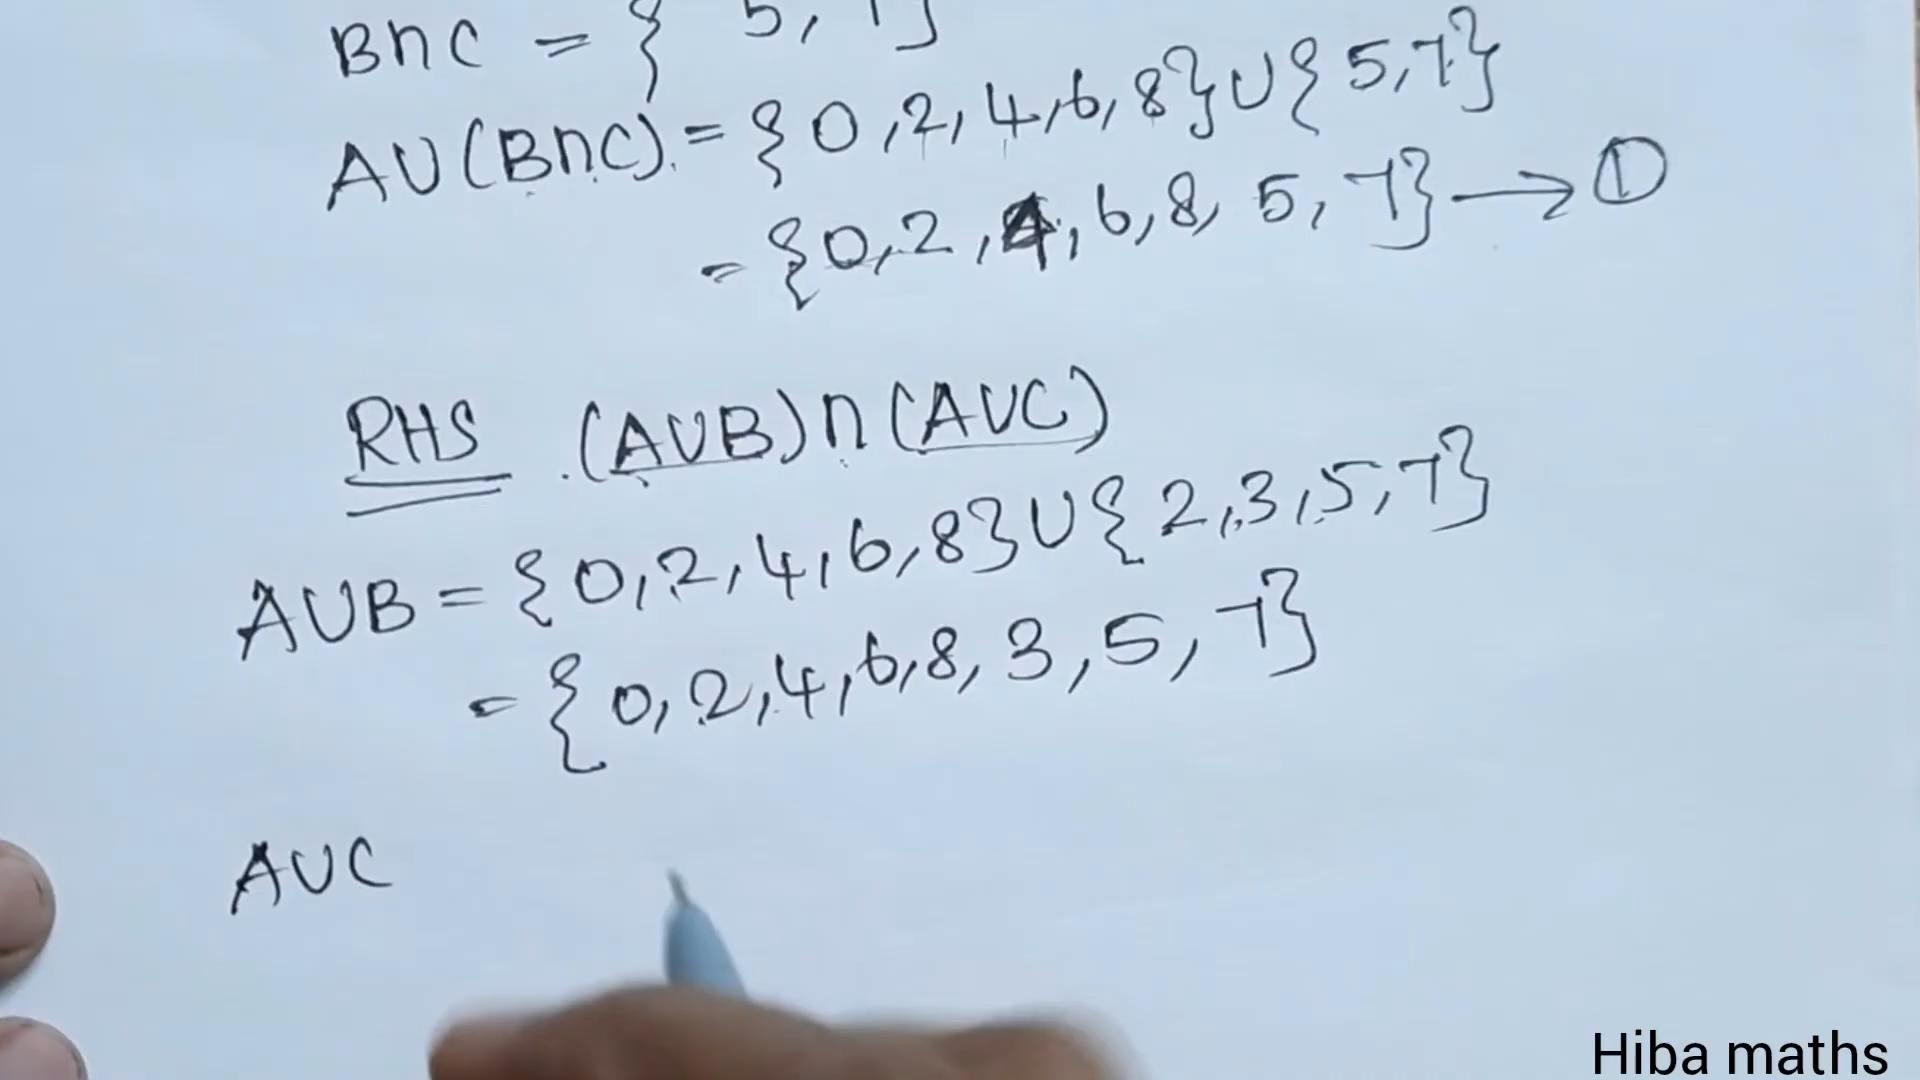 B∩C = { 5, 7}
A∪(B∩C) = {0,2,4,6,8}∪{5,7}
= {0,2,4,6,8,5,7} → ①
RHS (A∪B)∩(A∪C)
A∪B = {0,2,4,6,8}∪{2,3,5,7}
= {0,2,4,6,8,3,5,7}
A∪C
Hiba maths